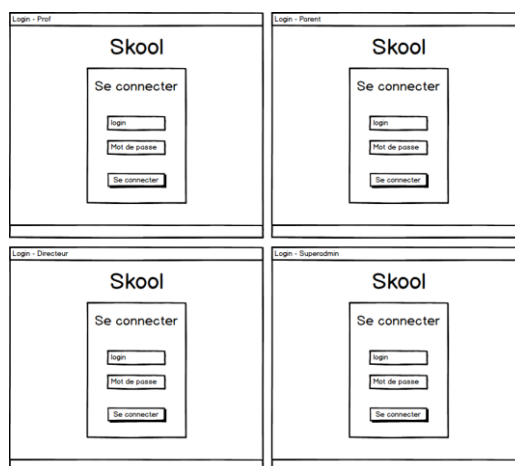 Login - Prof
Skool
Se connecter
login
Mot de passe
Se connecter
Login - Parent
Skool
Se connecter
login
Mot de passe
Se connecter
Login - Directeur
Skool
Se connecter
login
Mot de passe
Se connecter
Login - Superadmin
Skool
Se connecter
login
Mot de passe
Se connecter